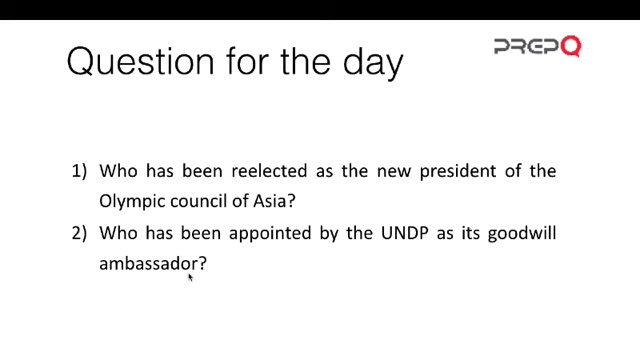 PREPQ
Question for the day
1) Who has been reelected as the new president of the
Olympic council of Asia?
2) Who has been appointed by the UNDP as its goodwill
ambassador?